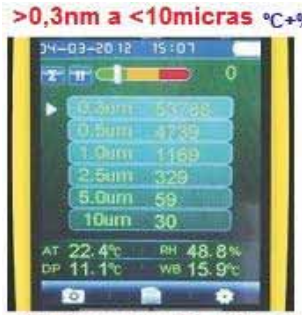 >0,3nm a <10micras °C+%
04-03-2012 15:07
Σ 0
0.3um 53786
0.5um 4739
1.0um 1169
2.5um 329
5.0um 59
10um 30
AT 22.4°C RH 48.8%
DP 11.1°C WB 15.9°C